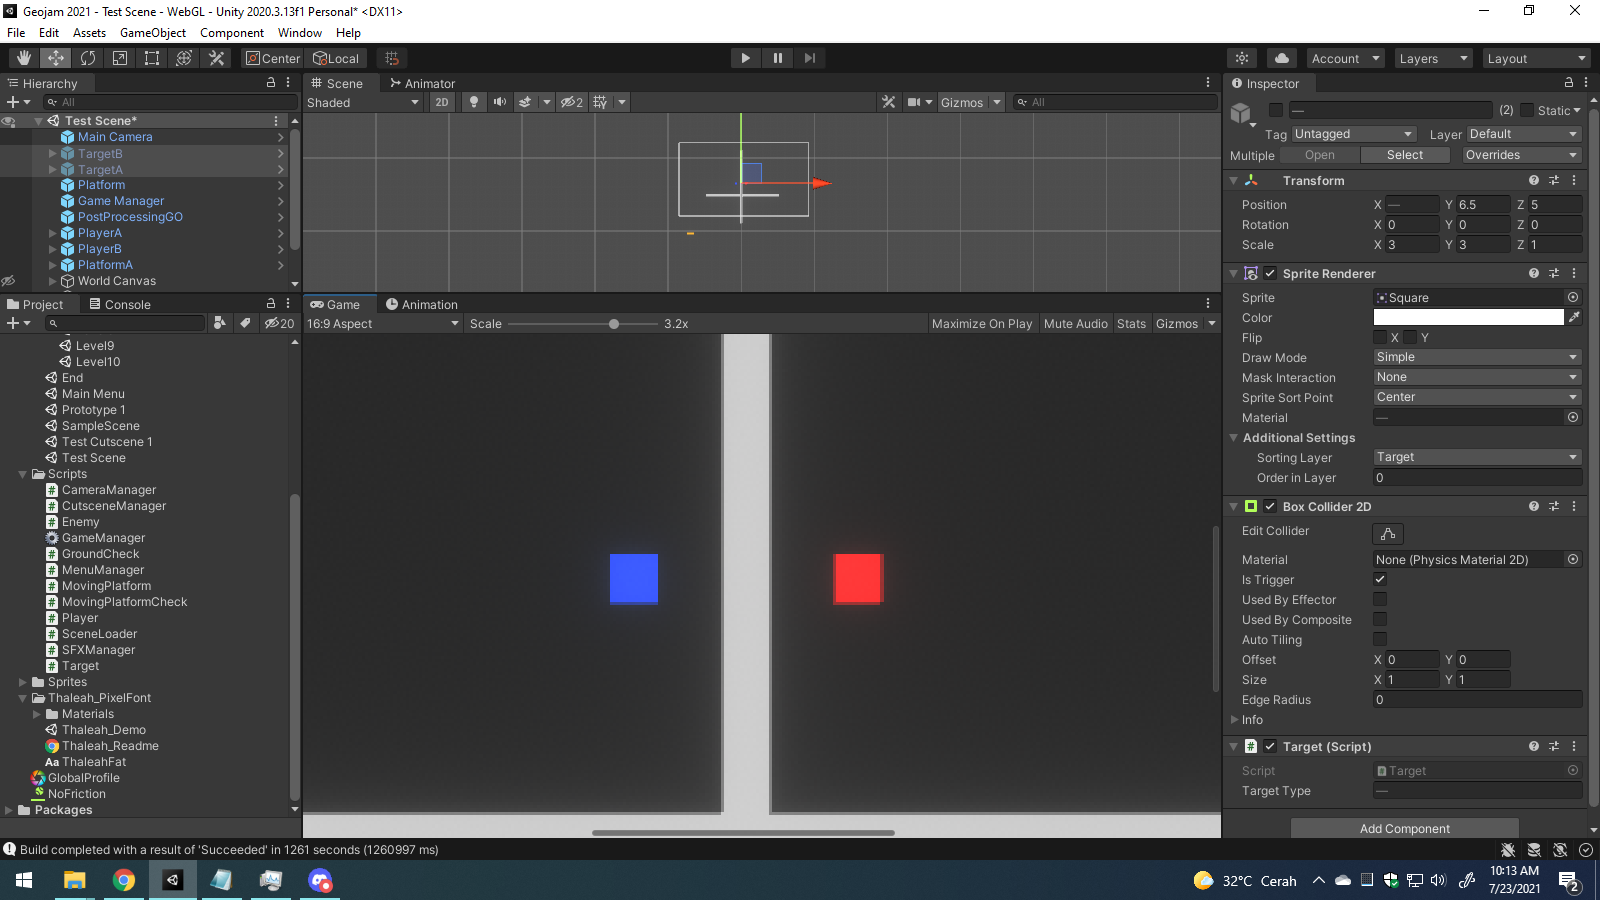 Geojam 2021 - Test Scene - WebGL - Unity 2020.3.13f1 Personal* <DX11>
File Edit Assets GameObject Component Window Help
Center Local Account Layers Layout
Hierarchy
All
Test Scene*
Main Camera
TargetB
TargetA
Platform
Game Manager
PostProcessingGO
PlayerA
PlayerB
PlatformA
World Canvas
Scene Animator
Shaded 2D 2 Gizmos All
Project Console
20
Level9
Level10
End
Main Menu
Prototype 1
SampleScene
Test Cutscene 1
Test Scene
Scripts
CameraManager
CutsceneManager
Enemy
GameManager
GroundCheck
MenuManager
MovingPlatform
MovingPlatformCheck
Player
SceneLoader
SFXManager
Target
Sprites
Thaleah_PixelFont
Materials
Thaleah_Demo
Thaleah_Readme
Aa ThaleahFat
GlobalProfile
NoFriction
Packages
Game Animation
16:9 Aspect Scale 3.2x Maximize On Play Mute Audio Stats Gizmos
Inspector
— (2) Static
Tag Untagged Layer Default
Multiple Open Select Overrides
Transform
Position X — Y 6.5 Z 5
Rotation X 0 Y 0 Z 0
Scale X 3 Y 3 Z 1
Sprite Renderer
Sprite Square
Color
Flip X Y
Draw Mode Simple
Mask Interaction None
Sprite Sort Point Center
Material —
Additional Settings
Sorting Layer Target
Order in Layer 0
Box Collider 2D
Edit Collider
Material None (Physics Material 2D)
Is Trigger
Used By Effector
Used By Composite
Auto Tiling
Offset X 0 Y 0
Size X 1 Y 1
Edge Radius 0
Info
Target (Script)
Script Target
Target Type —
Add Component
Build completed with a result of 'Succeeded' in 1261 seconds (1260997 ms)
32°C Cerah
10:13 AM
7/23/2021
2